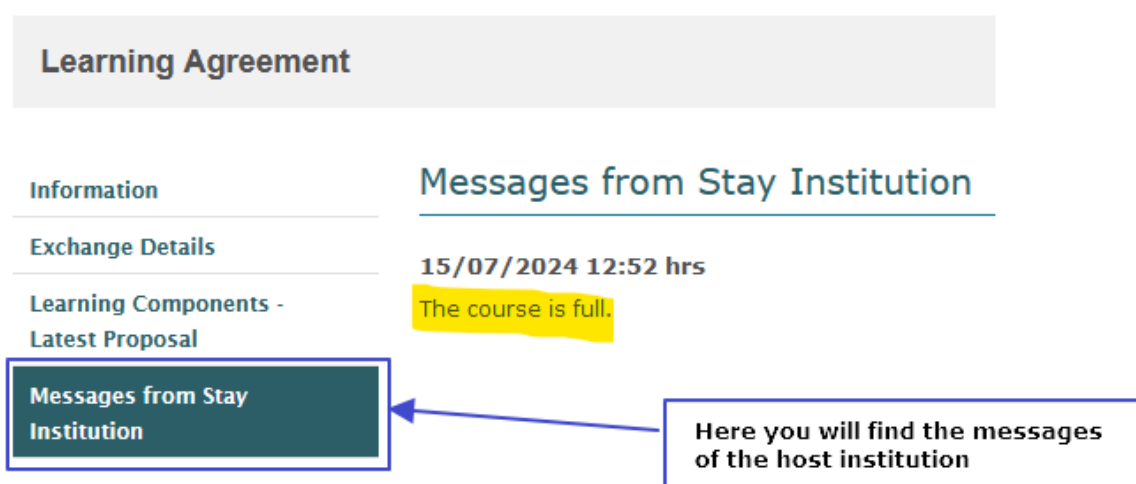 Learning Agreement
Information
Exchange Details
Learning Components -
Latest Proposal
Messages from Stay
Institution
Messages from Stay Institution
15/07/2024 12:52 hrs
The course is full.
Here you will find the messages
of the host institution